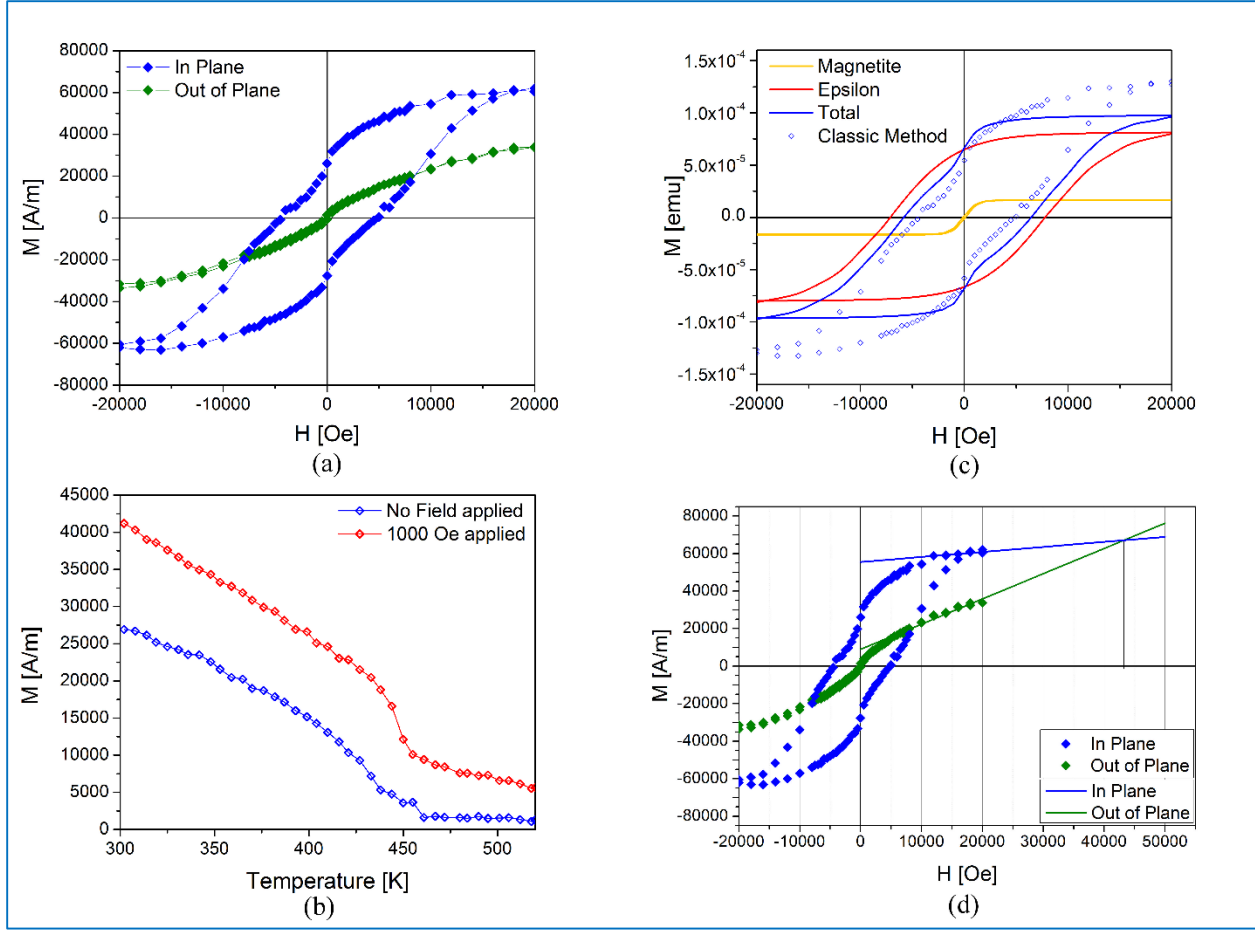 80000
60000
40000
20000
0
-20000
-40000
-60000
-80000
M [A/m]
In Plane
Out of Plane
-20000 -10000 0 10000 20000
H [Oe]
(a)
1.5x10-4
1.0x10-4
5.0x10-5
0.0
-5.0x10-5
-1.0x10-4
-1.5x10-4
M [emu]
Magnetite
Epsilon
Total
Classic Method
-20000 -10000 0 10000 20000
H [Oe]
(c)
45000
40000
35000
30000
25000
20000
15000
10000
5000
0
M [A/m]
No Field applied
1000 Oe applied
300 350 400 450 500
Temperature [K]
(b)
80000
60000
40000
20000
0
-20000
-40000
-60000
-80000
M [A/m]
In Plane
Out of Plane
In Plane
Out of Plane
-20000 -10000 0 10000 20000 30000 40000 50000
H [Oe]
(d)